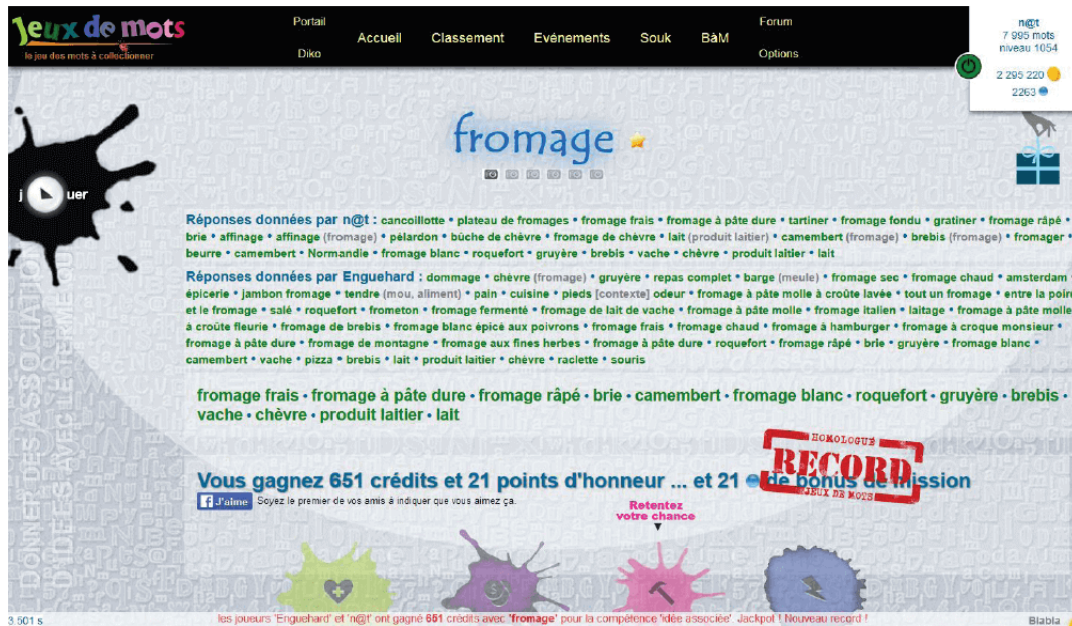 Jeux de mots
le jeu des mots à collectionner
Portail
Diko
Accueil
Classement
Evénements
Souk
BàM
Forum
Options
n@t
7 995 mots
niveau 1054
2 295 220
2263
fromage
j uer
Réponses données par n@t : cancoillotte • plateau de fromages • fromage frais • fromage à pâte dure • tartiner • fromage fondu • gratiner • fromage râpé •
brie • affinage • affinage (fromage) • pélardon • bûche de chèvre • fromage de chèvre • lait (produit laitier) • camembert (fromage) • brebis (fromage) • fromager •
beurre • camembert • Normandie • fromage blanc • roquefort • gruyère • brebis • vache • chèvre • produit laitier • lait
Réponses données par Enguehard : dommage • chèvre (fromage) • gruyère • repas complet • barge (meule) • fromage sec • fromage chaud • amsterdam •
épicerie • jambon fromage • tendre (mou, aliment) • pain • cuisine • pieds [contexte] odeur • fromage à pâte molle à croûte lavée • tout un fromage • entre la poire
et le fromage • salé • roquefort • frometon • fromage fermenté • fromage de lait de vache • fromage à pâte molle • fromage italien • laitage • fromage à pâte molle
à croûte fleurie • fromage de brebis • fromage blanc épicé aux poivrons • fromage frais • fromage chaud • fromage à hamburger • fromage à croque monsieur •
fromage à pâte dure • fromage de montagne • fromage aux fines herbes • fromage à pâte dure • roquefort • fromage râpé • brie • gruyère • fromage blanc •
camembert • vache • pizza • brebis • lait • produit laitier • chèvre • raclette • souris
fromage frais • fromage à pâte dure • fromage râpé • brie • camembert • fromage blanc • roquefort • gruyère • brebis •
vache • chèvre • produit laitier • lait
HOMOLOGUÉ
RECORD
JEUX DE MOTS
Vous gagnez 651 crédits et 21 points d'honneur ... et 21 de bonus de mission
J'aime Soyez le premier de vos amis à indiquer que vous aimez ça.
Retentez
votre chance
DONNER DES ASSOCIATIONS
D'IDÉES AVEC LE TERME
3.501 s
les joueurs 'Enguehard' et 'n@t' ont gagné 651 crédits avec 'fromage' pour la compétence 'idée associée'. Jackpot ! Nouveau record !
Blabla